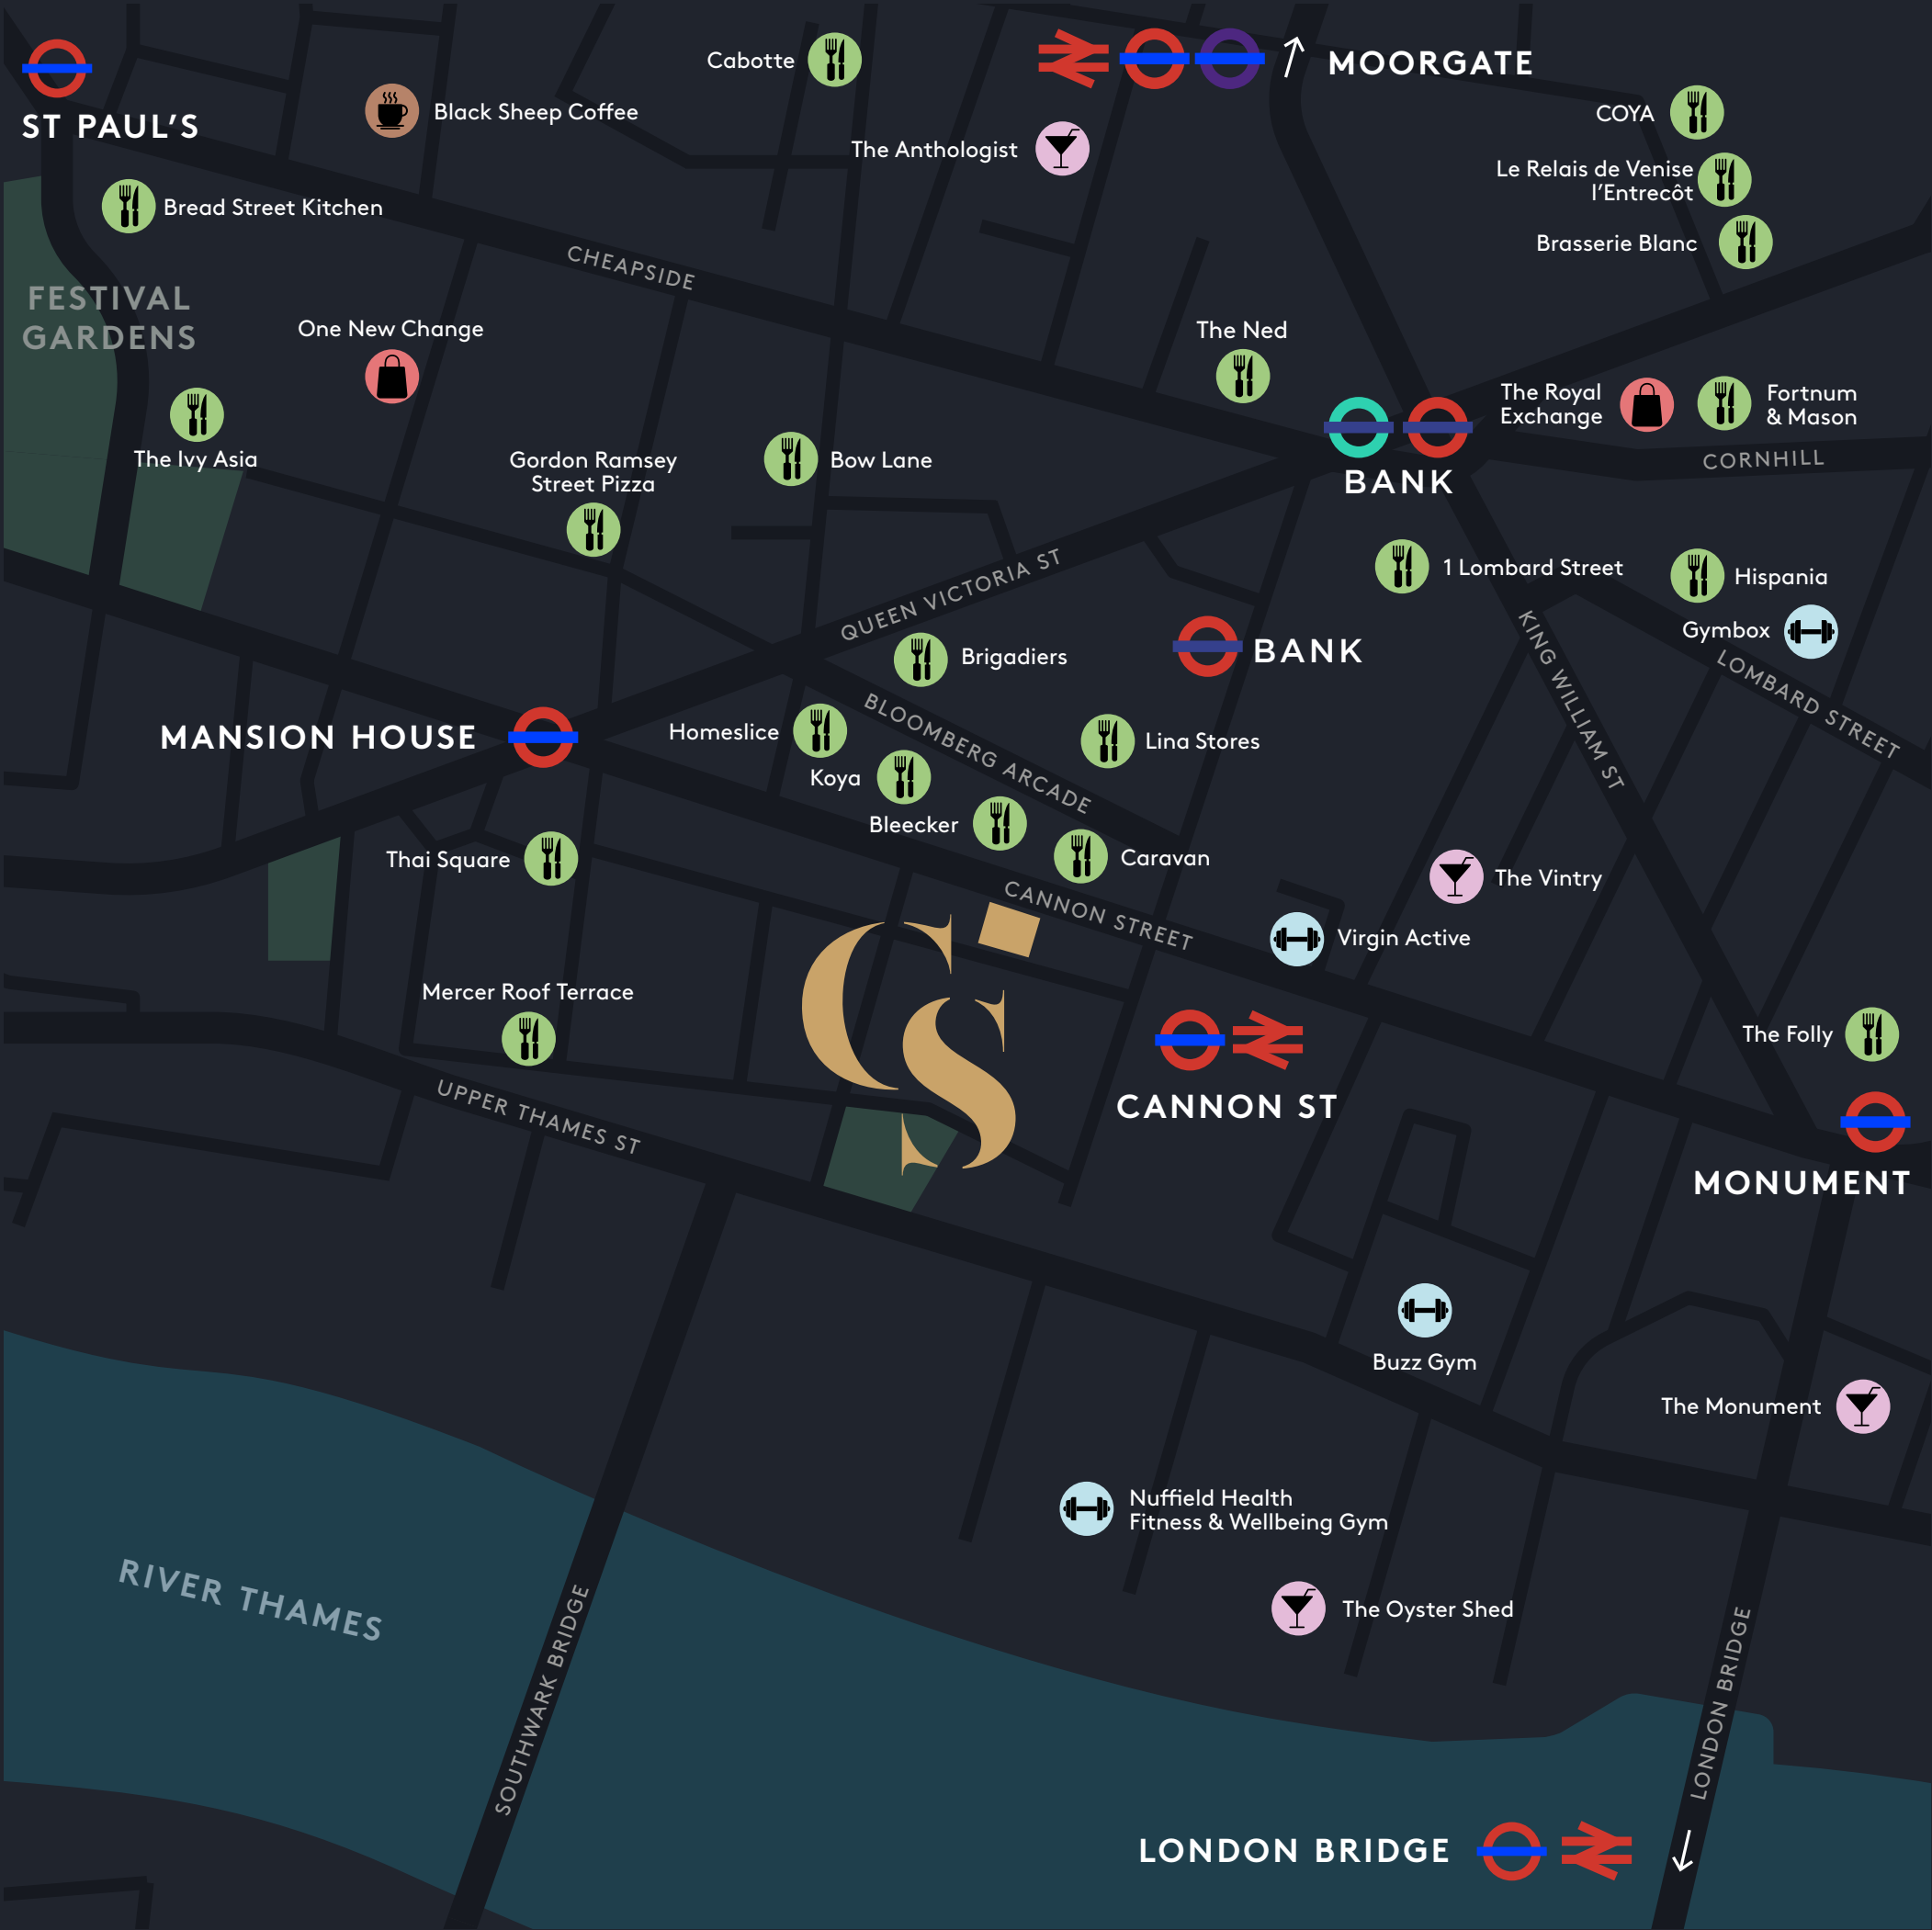 Cabotte
MOORGATE
ST PAUL'S
Black Sheep Coffee
COYA
The Anthologist
Le Relais de Venise
l'Entrecôt
Bread Street Kitchen
Brasserie Blanc
CHEAPSIDE
FESTIVAL
GARDENS
One New Change
The Ned
The Royal
Exchange
Fortnum
& Mason
The Ivy Asia
Gordon Ramsey
Street Pizza
Bow Lane
CORNHILL
BANK
QUEEN VICTORIA ST
1 Lombard Street
Hispania
Gymbox
BANK
Brigadiers
KING WILLIAM ST
LOMBARD STREET
MANSION HOUSE
Homeslice
BLOOMBERG ARCADE
Lina Stores
Koya
Bleecker
Thai Square
Caravan
The Vintry
CANNON STREET
Virgin Active
CS
Mercer Roof Terrace
The Folly
UPPER THAMES ST
CANNON ST
MONUMENT
Buzz Gym
The Monument
Nuffield Health
Fitness & Wellbeing Gym
RIVER THAMES
The Oyster Shed
SOUTHWARK BRIDGE
LONDON BRIDGE
LONDON BRIDGE